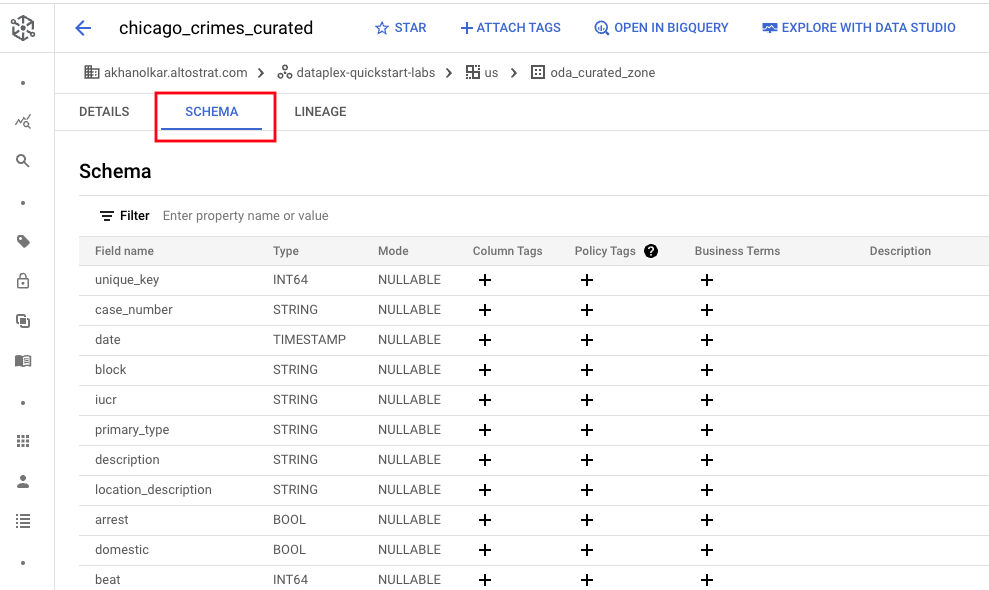 chicago_crimes_curated STAR ATTACH TAGS OPEN IN BIGQUERY EXPLORE WITH DATA STUDIO
akhanolkar.altostrat.com dataplex-quickstart-labs us oda_curated_zone
DETAILS SCHEMA LINEAGE
Schema
Filter Enter property name or value
Field name Type Mode Column Tags Policy Tags ? Business Terms Description
unique_key INT64 NULLABLE + + +
case_number STRING NULLABLE + + +
date TIMESTAMP NULLABLE + + +
block STRING NULLABLE + + +
iucr STRING NULLABLE + + +
primary_type STRING NULLABLE + + +
description STRING NULLABLE + + +
location_description STRING NULLABLE + + +
arrest BOOL NULLABLE + + +
domestic BOOL NULLABLE + + +
beat INT64 NULLABLE + + +